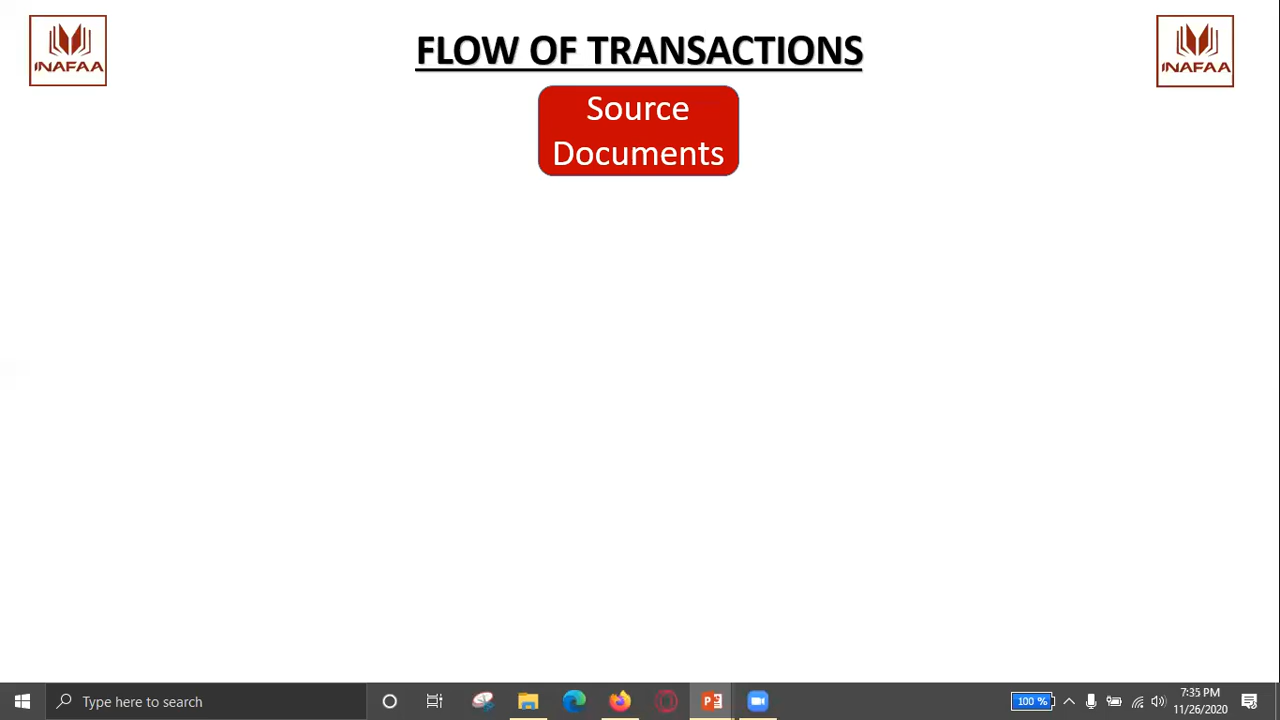 INAFAA
FLOW OF TRANSACTIONS
INAFAA
Source
Documents
Type here to search
100 %
7:35 PM
11/26/2020